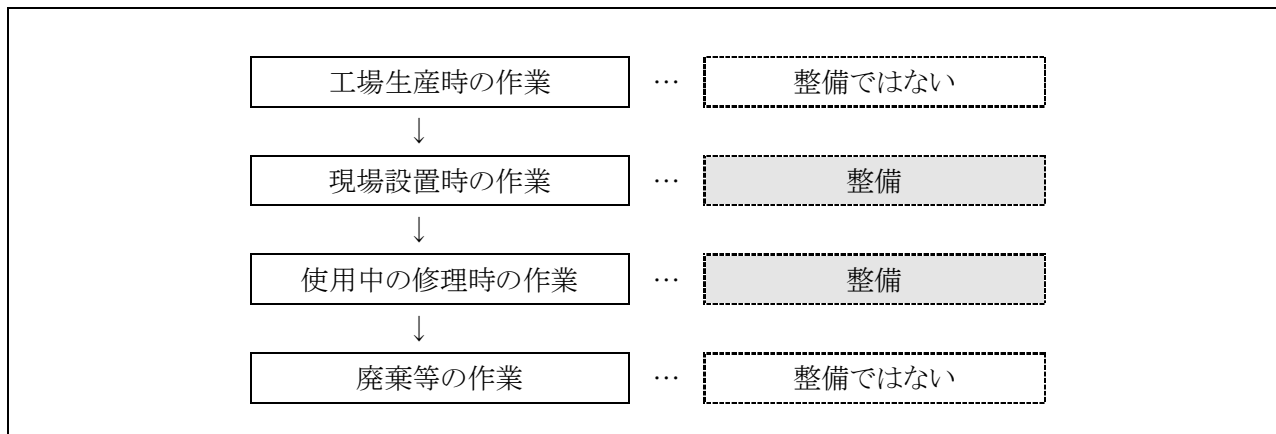 工場生産時の作業 … 整備ではない
↓
現場設置時の作業 … 整備
↓
使用中の修理時の作業 … 整備
↓
廃棄等の作業 … 整備ではない